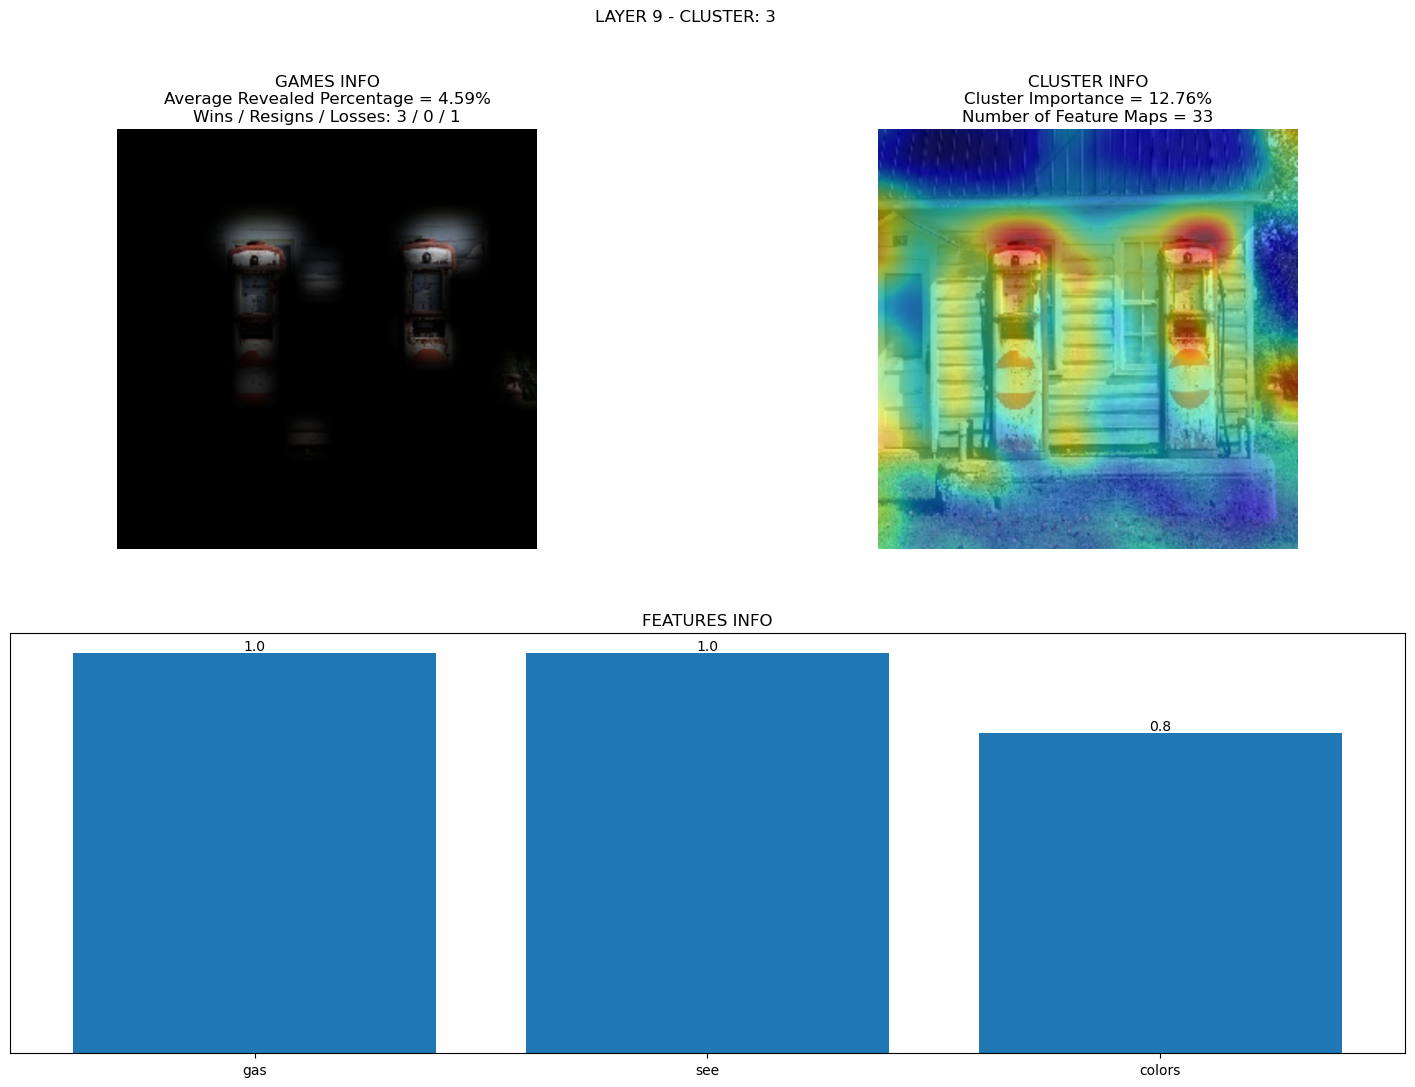 LAYER 9 - CLUSTER: 3
GAMES INFO
Average Revealed Percentage = 4.59%
Wins / Resigns / Losses: 3 / 0 / 1
CLUSTER INFO
Cluster Importance = 12.76%
Number of Feature Maps = 33
FEATURES INFO
1.0
1.0
0.8
gas
see
colors